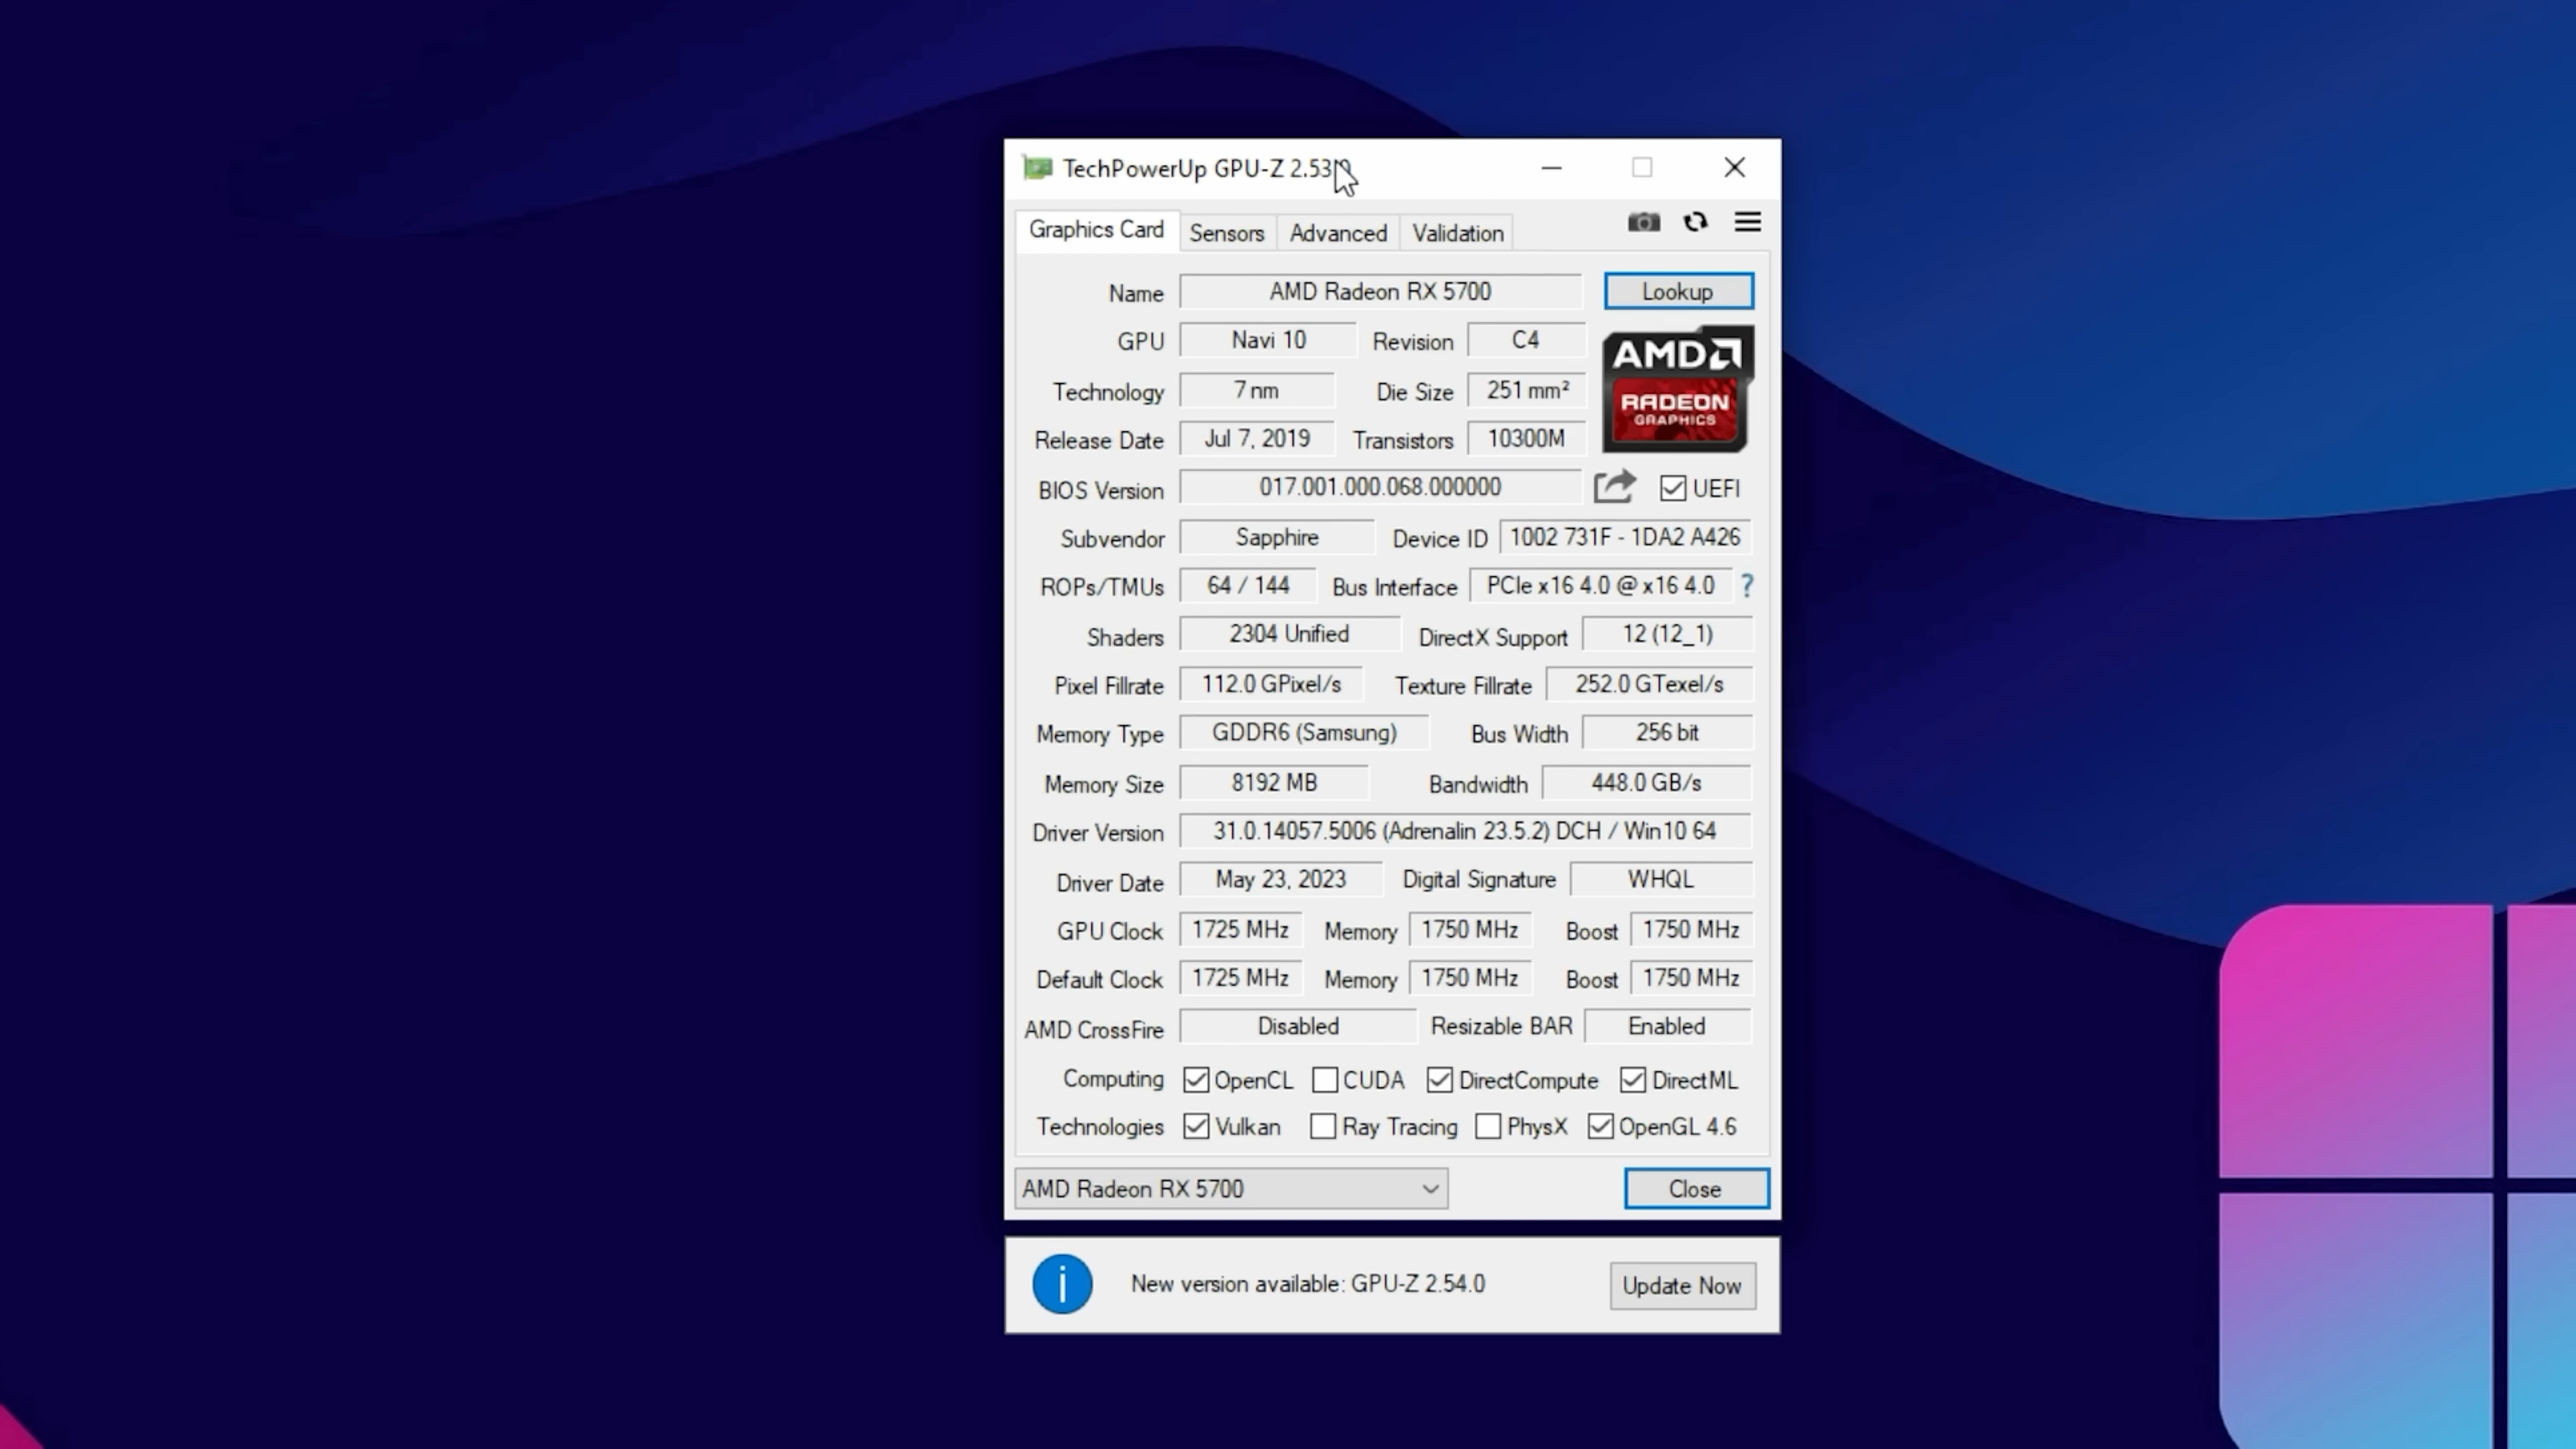 TechPowerUp GPU-Z 2.53.0
Graphics Card Sensors Advanced Validation
Name AMD Radeon RX 5700 Lookup
GPU Navi 10 Revision C4
AMD
RADEON
GRAPHICS
Technology 7 nm Die Size 251 mm²
Release Date Jul 7, 2019 Transistors 10300M
BIOS Version 017.001.000.068.000000 UEFI
Subvendor Sapphire Device ID 1002 731F - 1DA2 A426
ROPs/TMUs 64 / 144 Bus Interface PCIe x16 4.0 @ x16 4.0 ?
Shaders 2304 Unified DirectX Support 12 (12_1)
Pixel Fillrate 112.0 GPixel/s Texture Fillrate 252.0 GTexel/s
Memory Type GDDR6 (Samsung) Bus Width 256 bit
Memory Size 8192 MB Bandwidth 448.0 GB/s
Driver Version 31.0.14057.5006 (Adrenalin 23.5.2) DCH / Win10 64
Driver Date May 23, 2023 Digital Signature WHQL
GPU Clock 1725 MHz Memory 1750 MHz Boost 1750 MHz
Default Clock 1725 MHz Memory 1750 MHz Boost 1750 MHz
AMD CrossFire Disabled Resizable BAR Enabled
Computing OpenCL CUDA DirectCompute DirectML
Technologies Vulkan Ray Tracing PhysX OpenGL 4.6
AMD Radeon RX 5700 Close
New version available: GPU-Z 2.54.0 Update Now